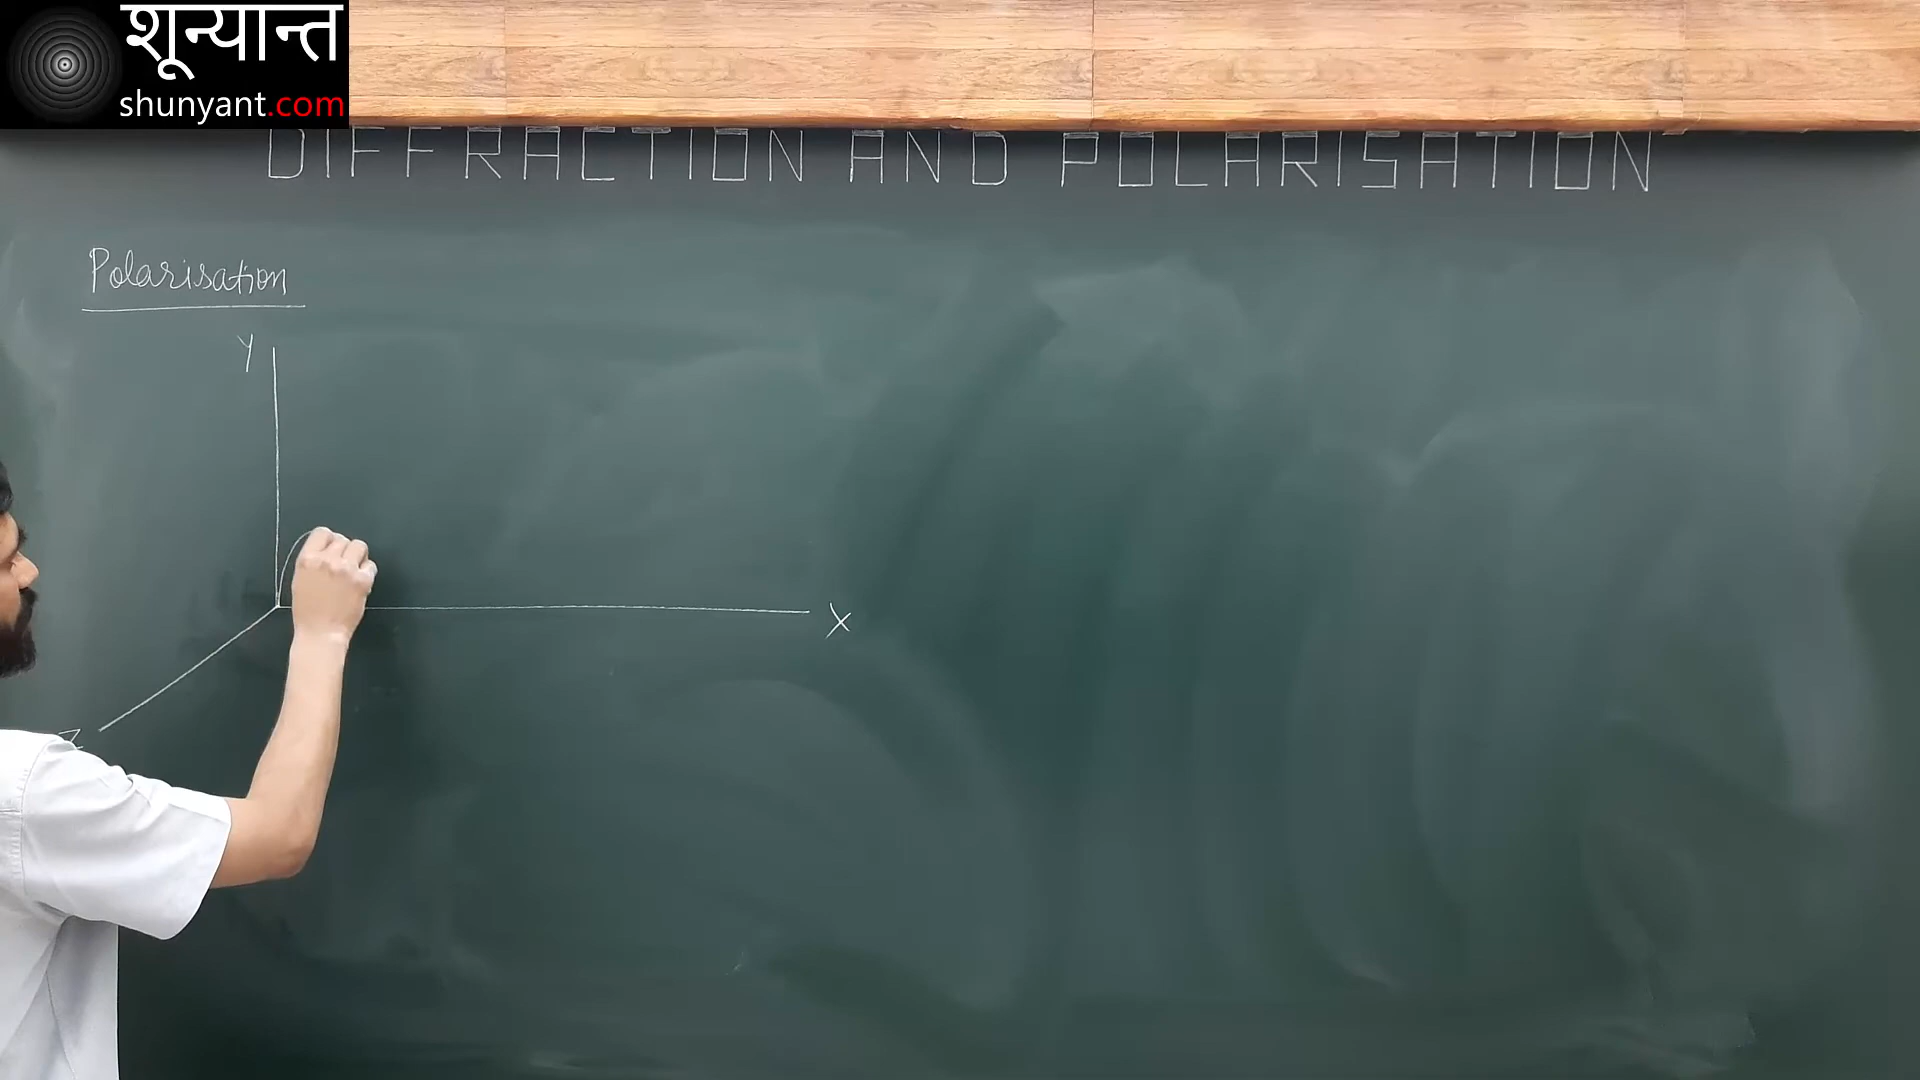 शून्यान्त
shunyant.com
DIFFRACTION AND POLARISATION
Polarisation
Y
X
Z